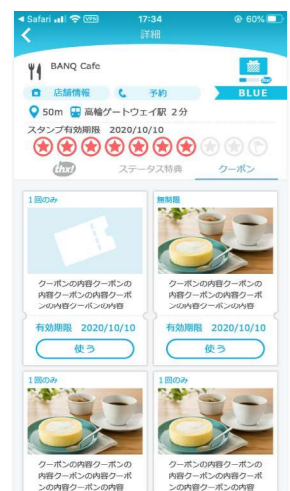 Safari VPN 17:34 60%
詳細
BANQ Cafe
店舗情報 予約 BLUE
50m 高輪ゲートウェイ駅 2分
スタンプ有効期限 2020/10/10
thx! ステータス特典 クーポン
1回のみ 無制限
クーポンの内容クーポンの クーポンの内容クーポンの
内容クーポンの内容クーポ 内容クーポンの内容クーポ
ンの内容クーポンの内容 ンの内容クーポンの内容
有効期限 2020/10/10 有効期限 2020/10/10
使う 使う
1回のみ 1回のみ
クーポンの内容クーポンの クーポンの内容クーポンの
内容クーポンの内容クーポ 内容クーポンの内容クーポ
ンの内容クーポンの内容 ンの内容クーポンの内容